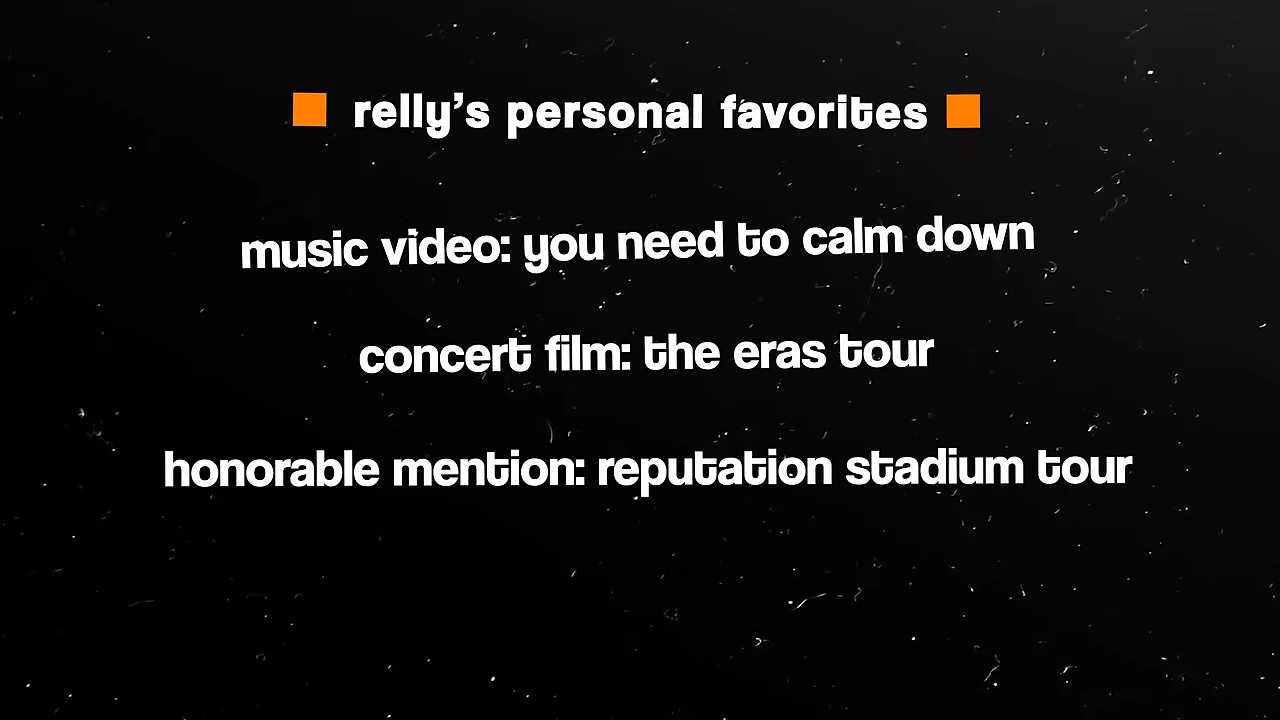 relly’s personal favorites
music video: you need to calm down
concert film: the eras tour
honorable mention: reputation stadium tour